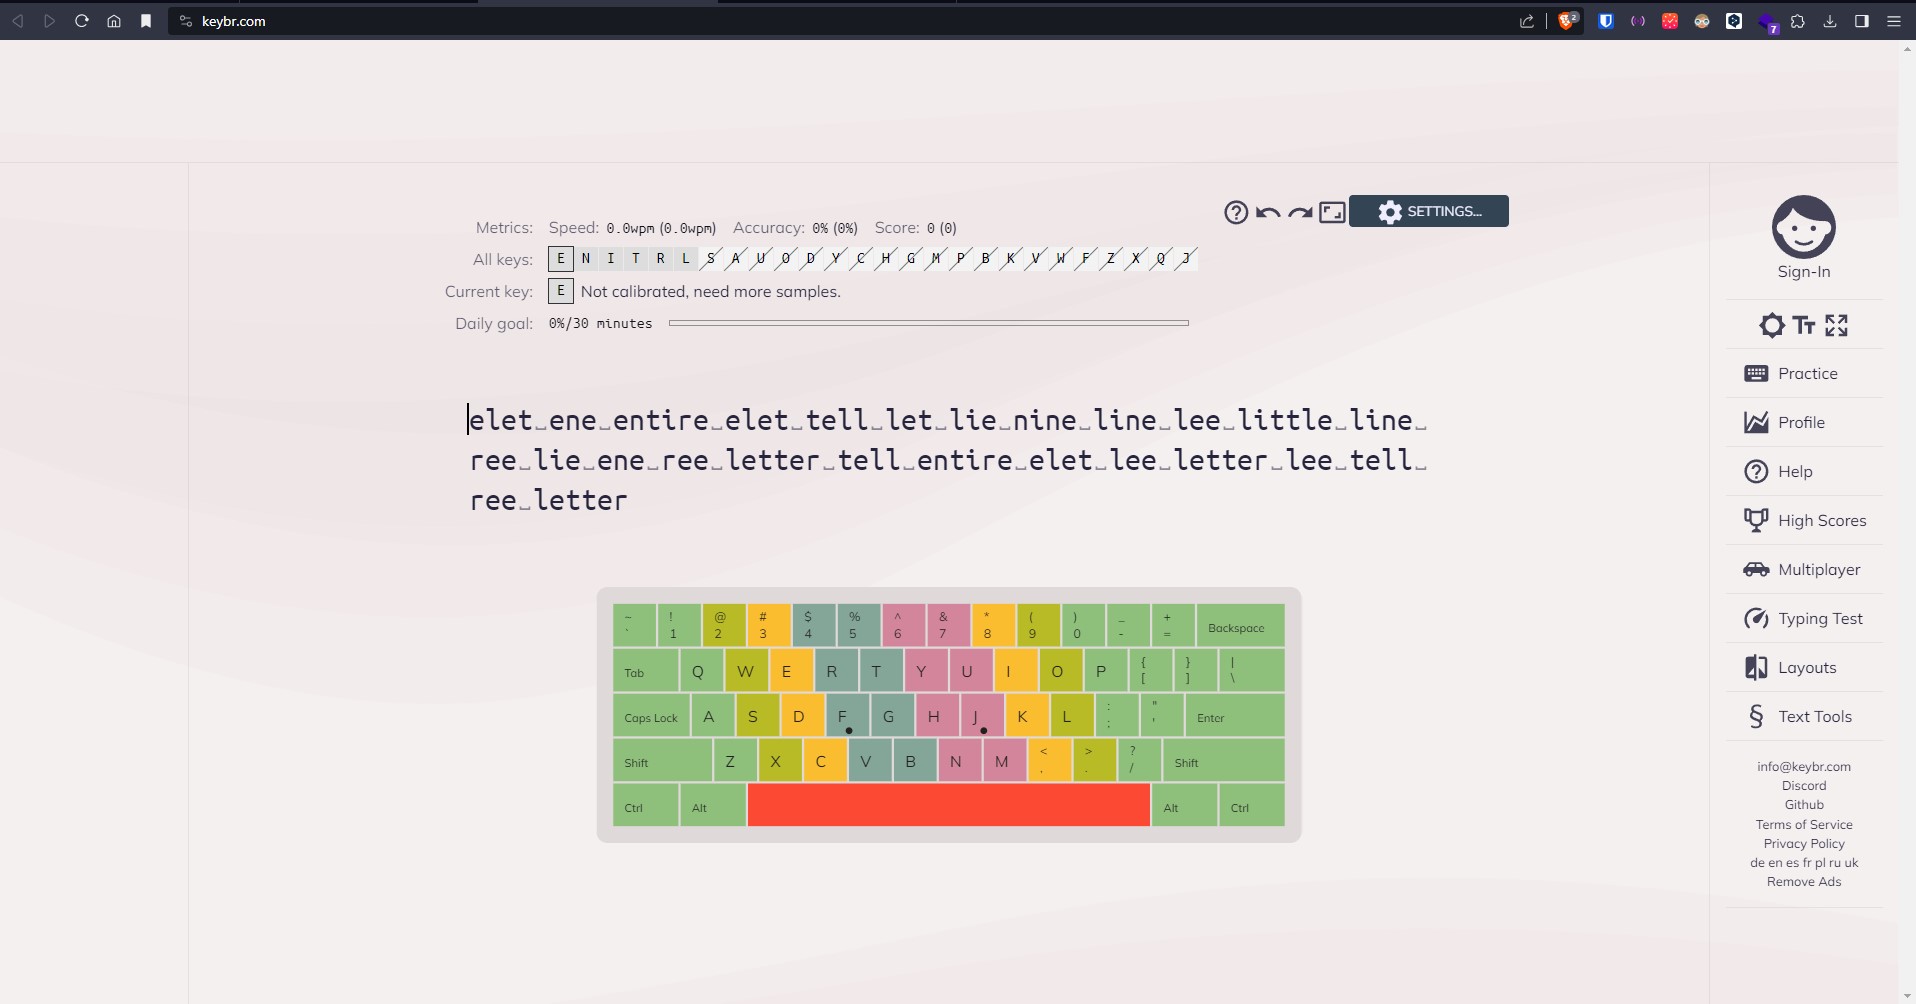 keybr.com
2
7
SETTINGS...
Metrics: Speed: 0.0wpm (0.0wpm) Accuracy: 0% (0%) Score: 0 (0)
All keys: E N I T R L S A U O D Y C H G M P B K V W F Z X Q J
Current key: E Not calibrated, need more samples.
Daily goal: 0%/30 minutes
elet␣ene␣entire␣elet␣tell␣let␣lie␣nine␣line␣lee␣little␣line␣
ree␣lie␣ene␣ree␣letter␣tell␣entire␣elet␣lee␣letter␣lee␣tell␣
ree␣letter
~ ! @ # $ % ^ & * ( ) _ +
` 1 2 3 4 5 6 7 8 9 0 - = Backspace
Tab Q W E R T Y U I O P { [ } ] | \
Caps Lock A S D F G H J K L : ; " ' Enter
Shift Z X C V B N M < , > . ? / Shift
Ctrl Alt Alt Ctrl
Sign-In
Practice
Profile
Help
High Scores
Multiplayer
Typing Test
Layouts
§ Text Tools
info@keybr.com
Discord
Github
Terms of Service
Privacy Policy
de en es fr pl ru uk
Remove Ads